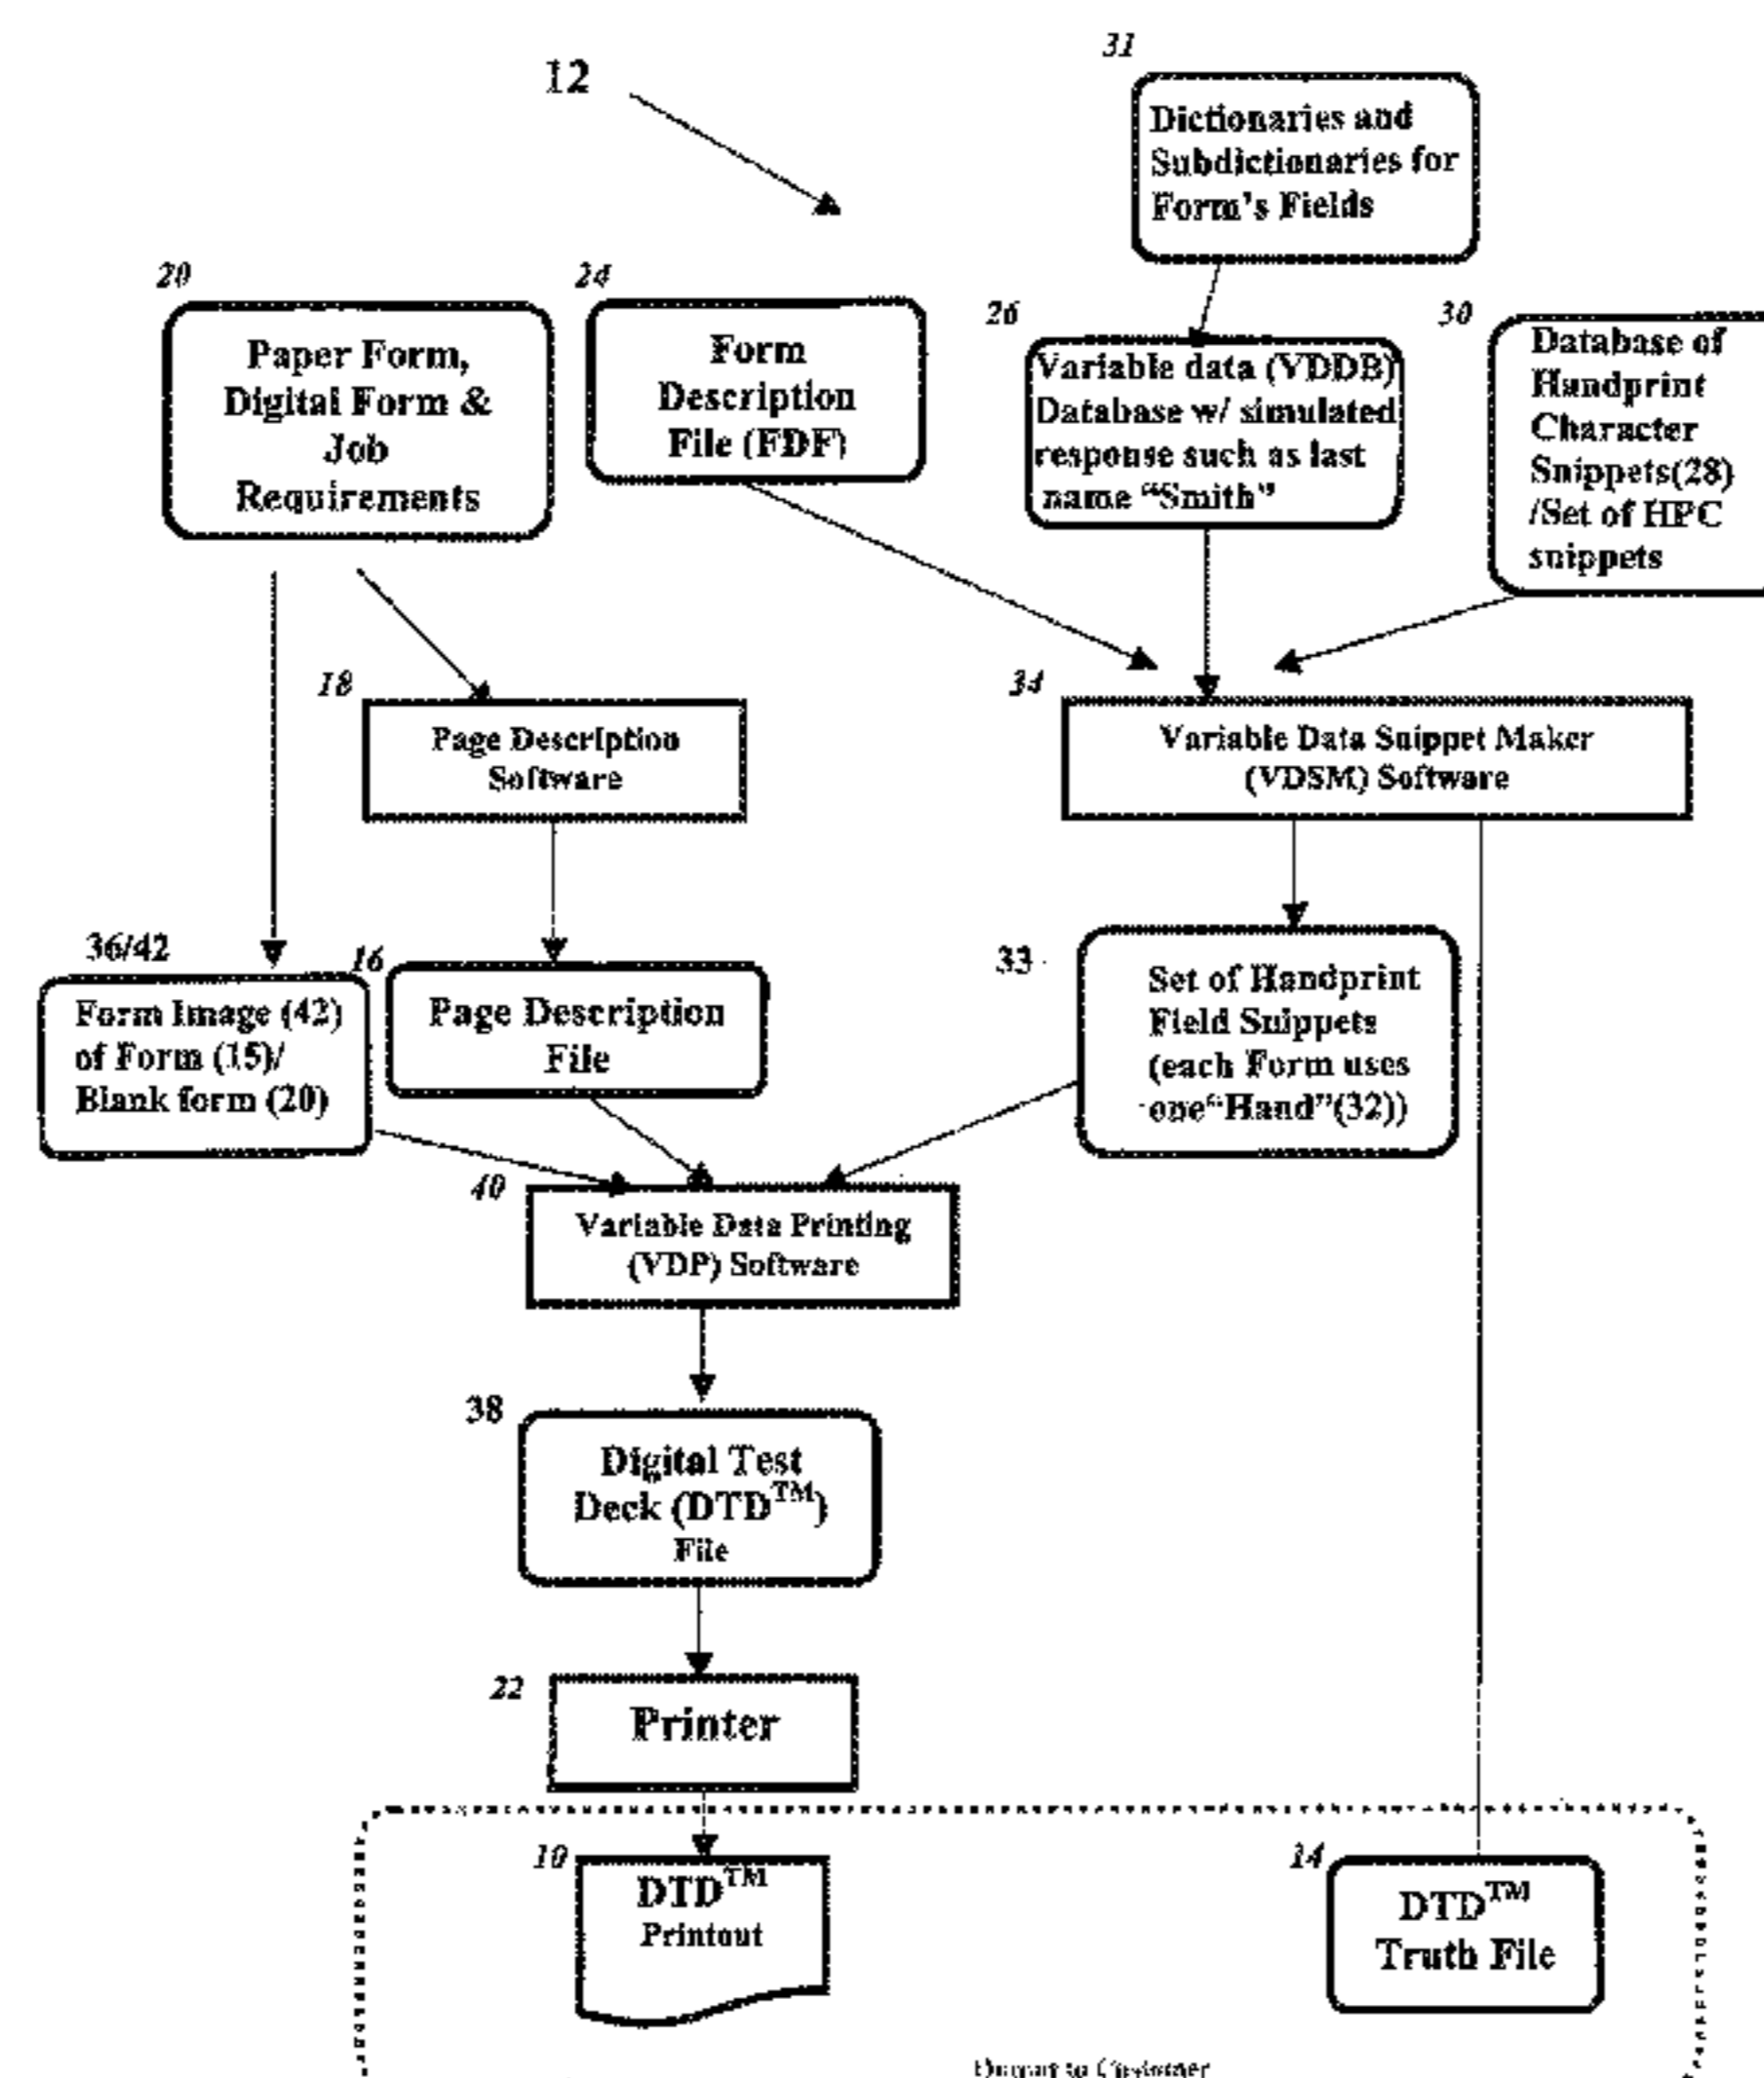 31
12
Dictionaries and
Subdictionaries for
Form's Fields
20
Paper Form,
Digital Form &
Job
Requirements
24
Form
Description
File (FDF)
26
Variable data (VDDB)
Database w/ simulated
response such as last
name “Smith”
30
Database of
Handprint
Character
Snippets(28)
/Set of HPC
snippets
18
Page Description
Software
34
Variable Data Snippet Maker
(VDSM) Software
36/42
Form Image (42)
of Form (15)/
Blank form (20)
16
Page Description
File
33
Set of Handprint
Field Snippets
(each Form uses
one“Hand”(32))
40
Variable Data Printing
(VDP) Software
38
Digital Test
Deck (DTD™)
File
22
Printer
10
DTD™
Printout
14
DTD™
Truth File
Output to Customer